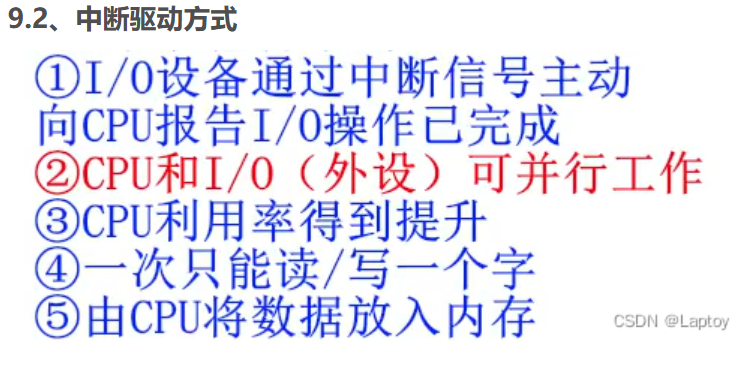 9.2、中断驱动方式
①I/O设备通过中断信号主动
向CPU报告I/O操作已完成
②CPU和I/O（外设）可并行工作
③CPU利用率得到提升
④一次只能读/写一个字
⑤由CPU将数据放入内存
CSDN @Laptoy